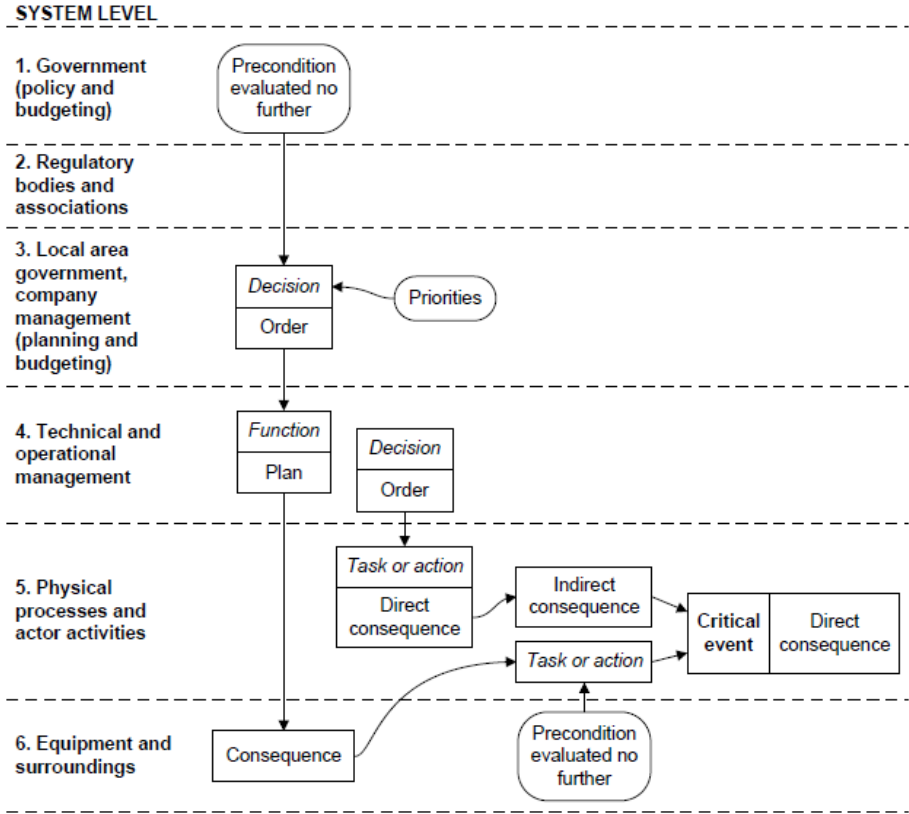 SYSTEM LEVEL
1. Government
(policy and
budgeting)
Precondition
evaluated no
further
2. Regulatory
bodies and
associations
3. Local area
government,
company
management
(planning and
budgeting)
Decision
Order
Priorities
4. Technical and
operational
management
Function
Plan
Decision
Order
5. Physical
processes and
actor activities
Task or action
Direct
consequence
Indirect
consequence
Task or action
Critical
event
Direct
consequence
6. Equipment and
surroundings
Consequence
Precondition
evaluated no
further